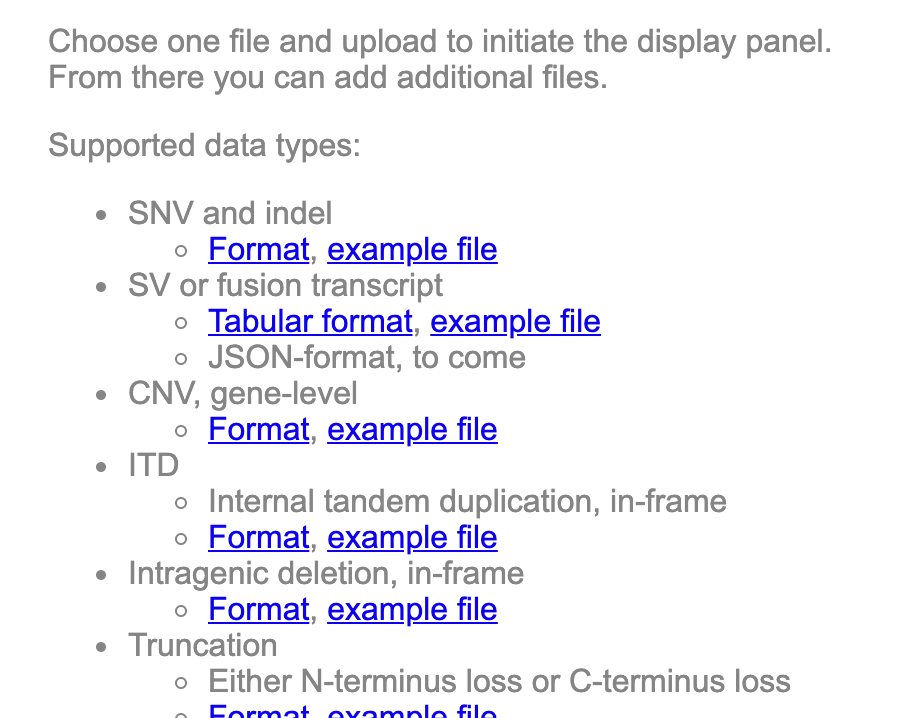 Choose one file and upload to initiate the display panel.
From there you can add additional files.
Supported data types:
SNV and indel
Format, example file
SV or fusion transcript
Tabular format, example file
JSON-format, to come
CNV, gene-level
Format, example file
ITD
Internal tandem duplication, in-frame
Format, example file
Intragenic deletion, in-frame
Format, example file
Truncation
Either N-terminus loss or C-terminus loss
Format, example file